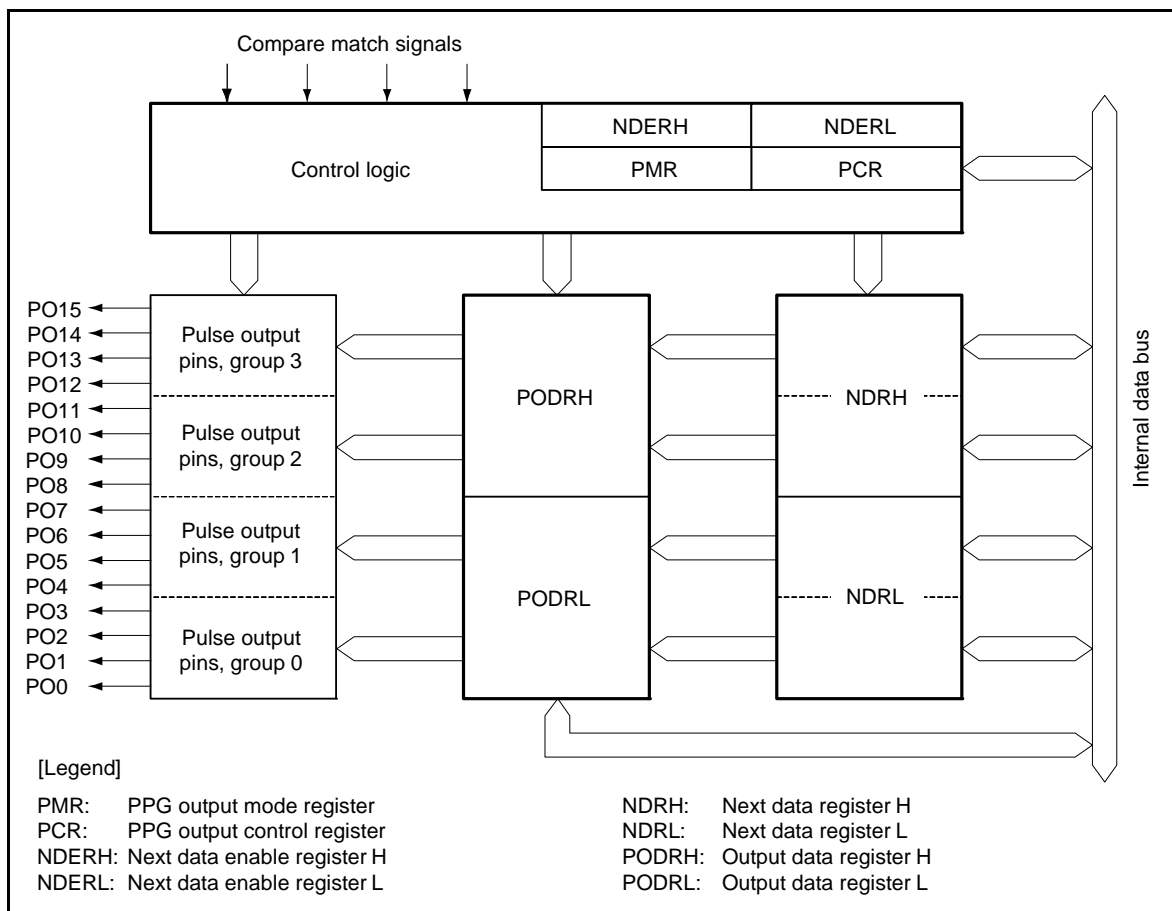 Compare match signals
NDERH NDERL
Control logic
PMR PCR
PO15
PO14
PO13
PO12
PO11
PO10
PO9
PO8
PO7
PO6
PO5
PO4
PO3
PO2
PO1
PO0
Pulse output
pins, group 3
Pulse output
pins, group 2
Pulse output
pins, group 1
Pulse output
pins, group 0
PODRH
PODRL
NDRH
NDRL
Internal data bus
[Legend]
PMR: PPG output mode register
PCR: PPG output control register
NDERH: Next data enable register H
NDERL: Next data enable register L
NDRH: Next data register H
NDRL: Next data register L
PODRH: Output data register H
PODRL: Output data register L